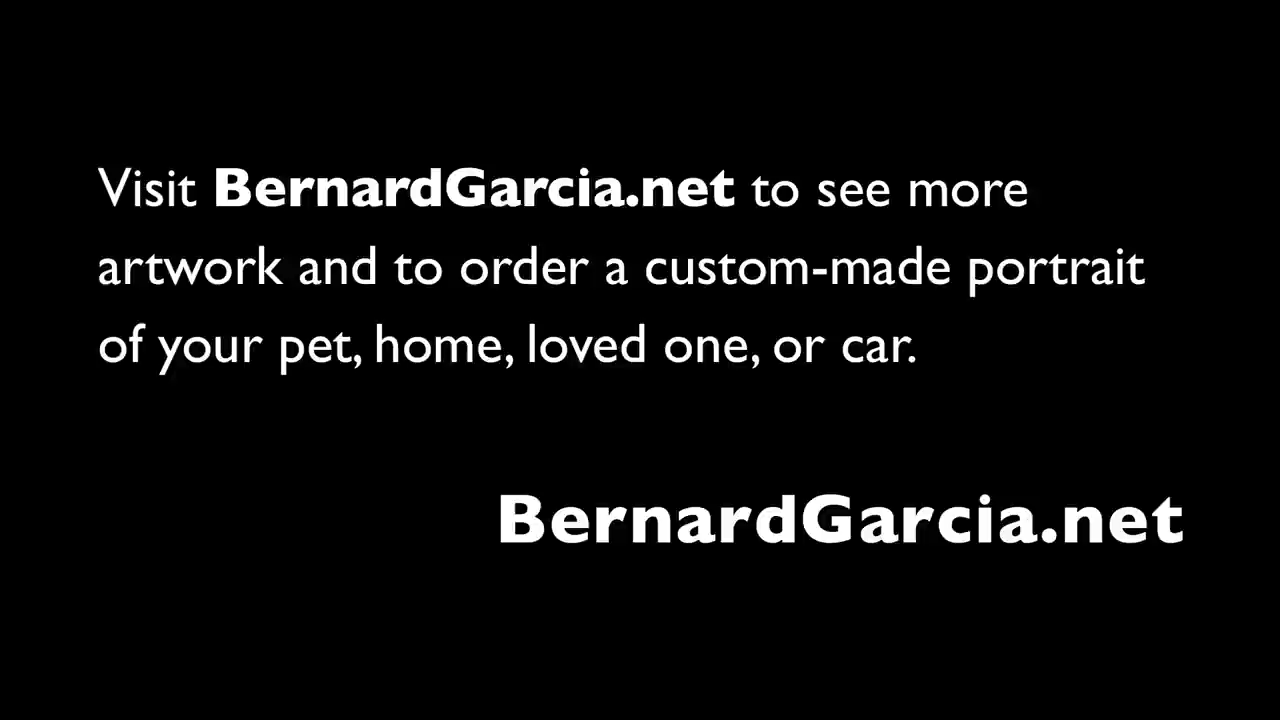 Visit BernardGarcia.net to see more
artwork and to order a custom-made portrait
of your pet, home, loved one, or car.
BernardGarcia.net